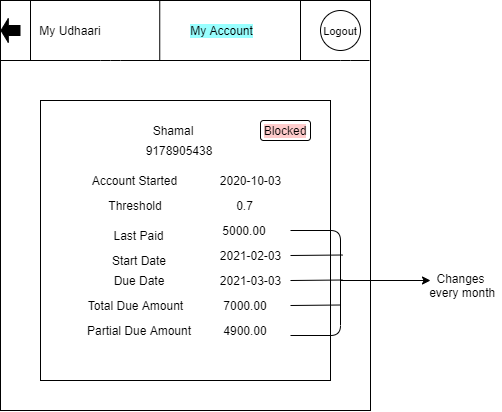 My Udhaari
My Account
Logout
Shamal
Blocked
9178905438
Account Started 2020-10-03
Threshold 0.7
Last Paid 5000.00
Start Date 2021-02-03
Due Date 2021-03-03
Total Due Amount 7000.00
Partial Due Amount 4900.00
Changes
every month